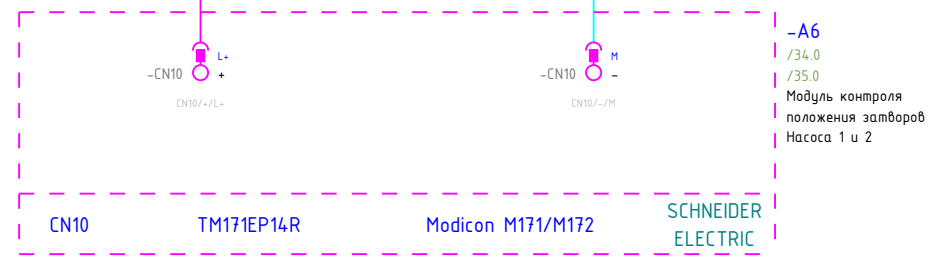 -A6
/34.0
/35.0
Модуль контроля
положения затворов
Насоса 1 и 2
L+
-CN10 +
CN10/+/L+
M
-CN10 -
CN10/-/M
CN10 TM171EP14R Modicon M171/M172
SCHNEIDER
ELECTRIC